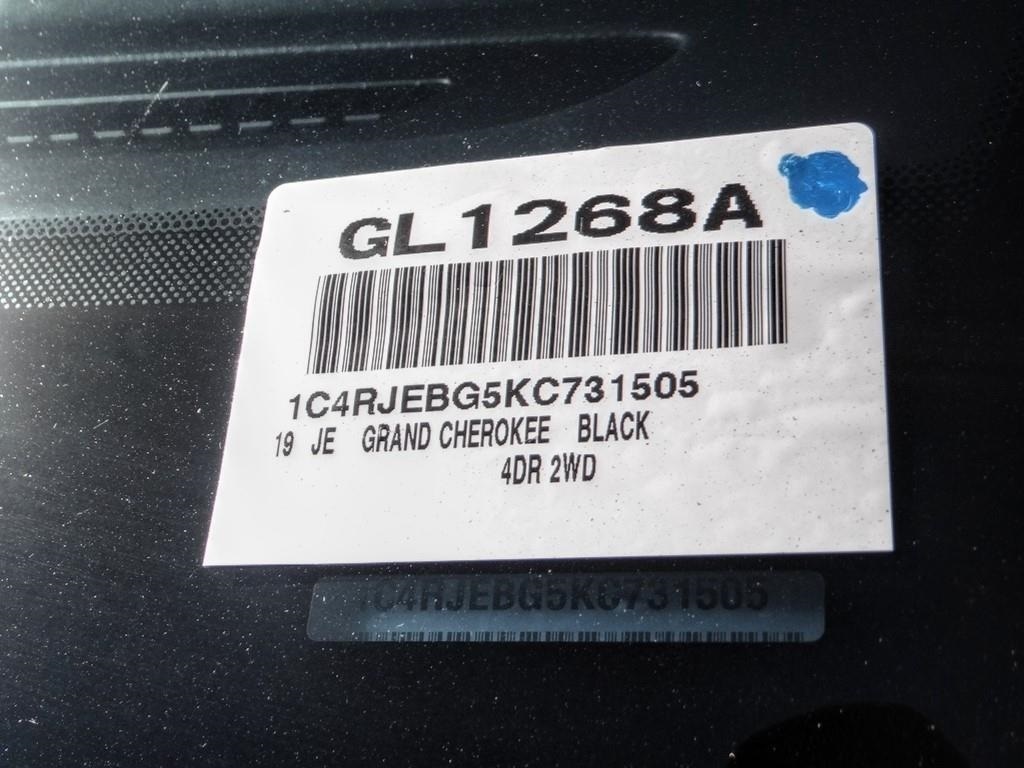 GL1268A
1C4RJEBG5KC731505
19 JE GRAND CHEROKEE BLACK
4DR 2WD
1C4RJEBG5KC731505